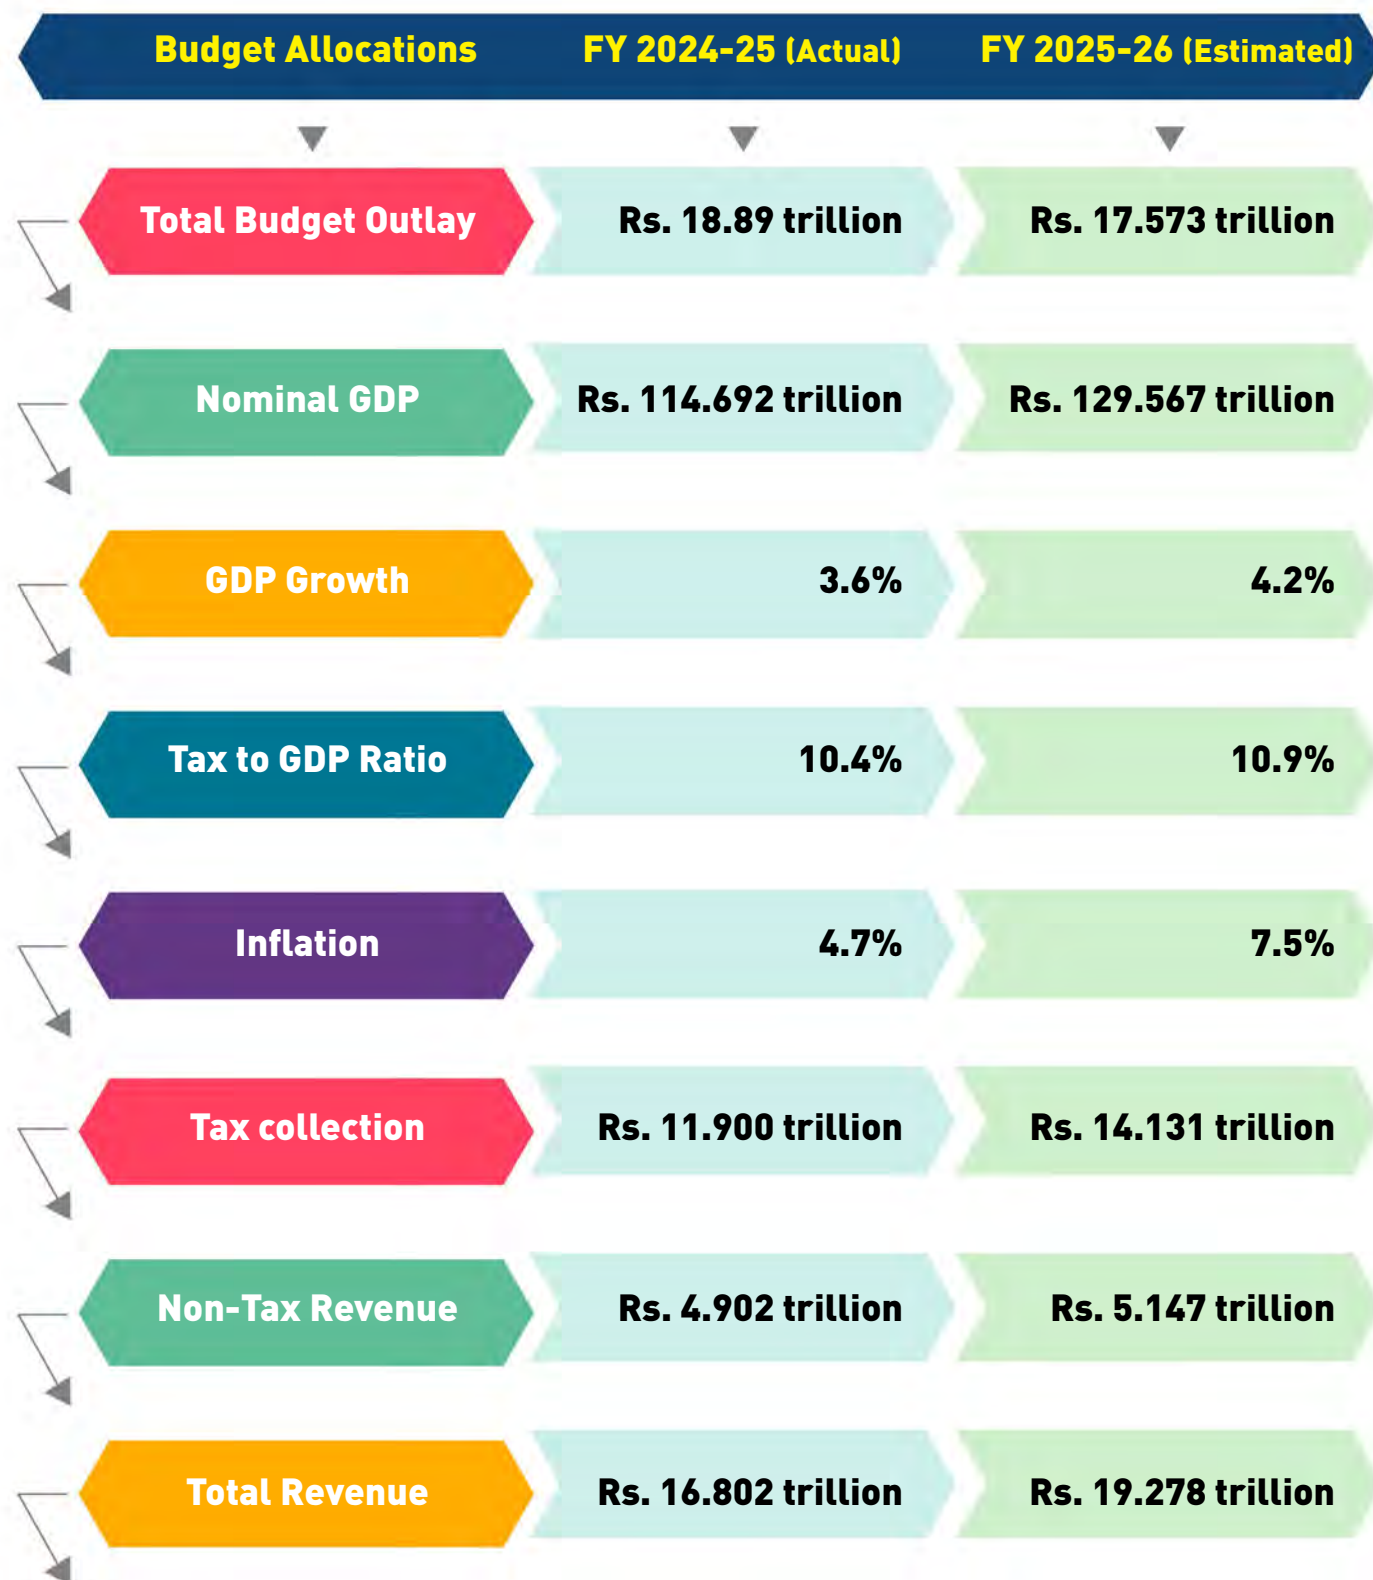 Budget Allocations FY 2024-25 (Actual) FY 2025-26 (Estimated)
Total Budget Outlay Rs. 18.89 trillion Rs. 17.573 trillion
Nominal GDP Rs. 114.692 trillion Rs. 129.567 trillion
GDP Growth 3.6% 4.2%
Tax to GDP Ratio 10.4% 10.9%
Inflation 4.7% 7.5%
Tax collection Rs. 11.900 trillion Rs. 14.131 trillion
Non-Tax Revenue Rs. 4.902 trillion Rs. 5.147 trillion
Total Revenue Rs. 16.802 trillion Rs. 19.278 trillion